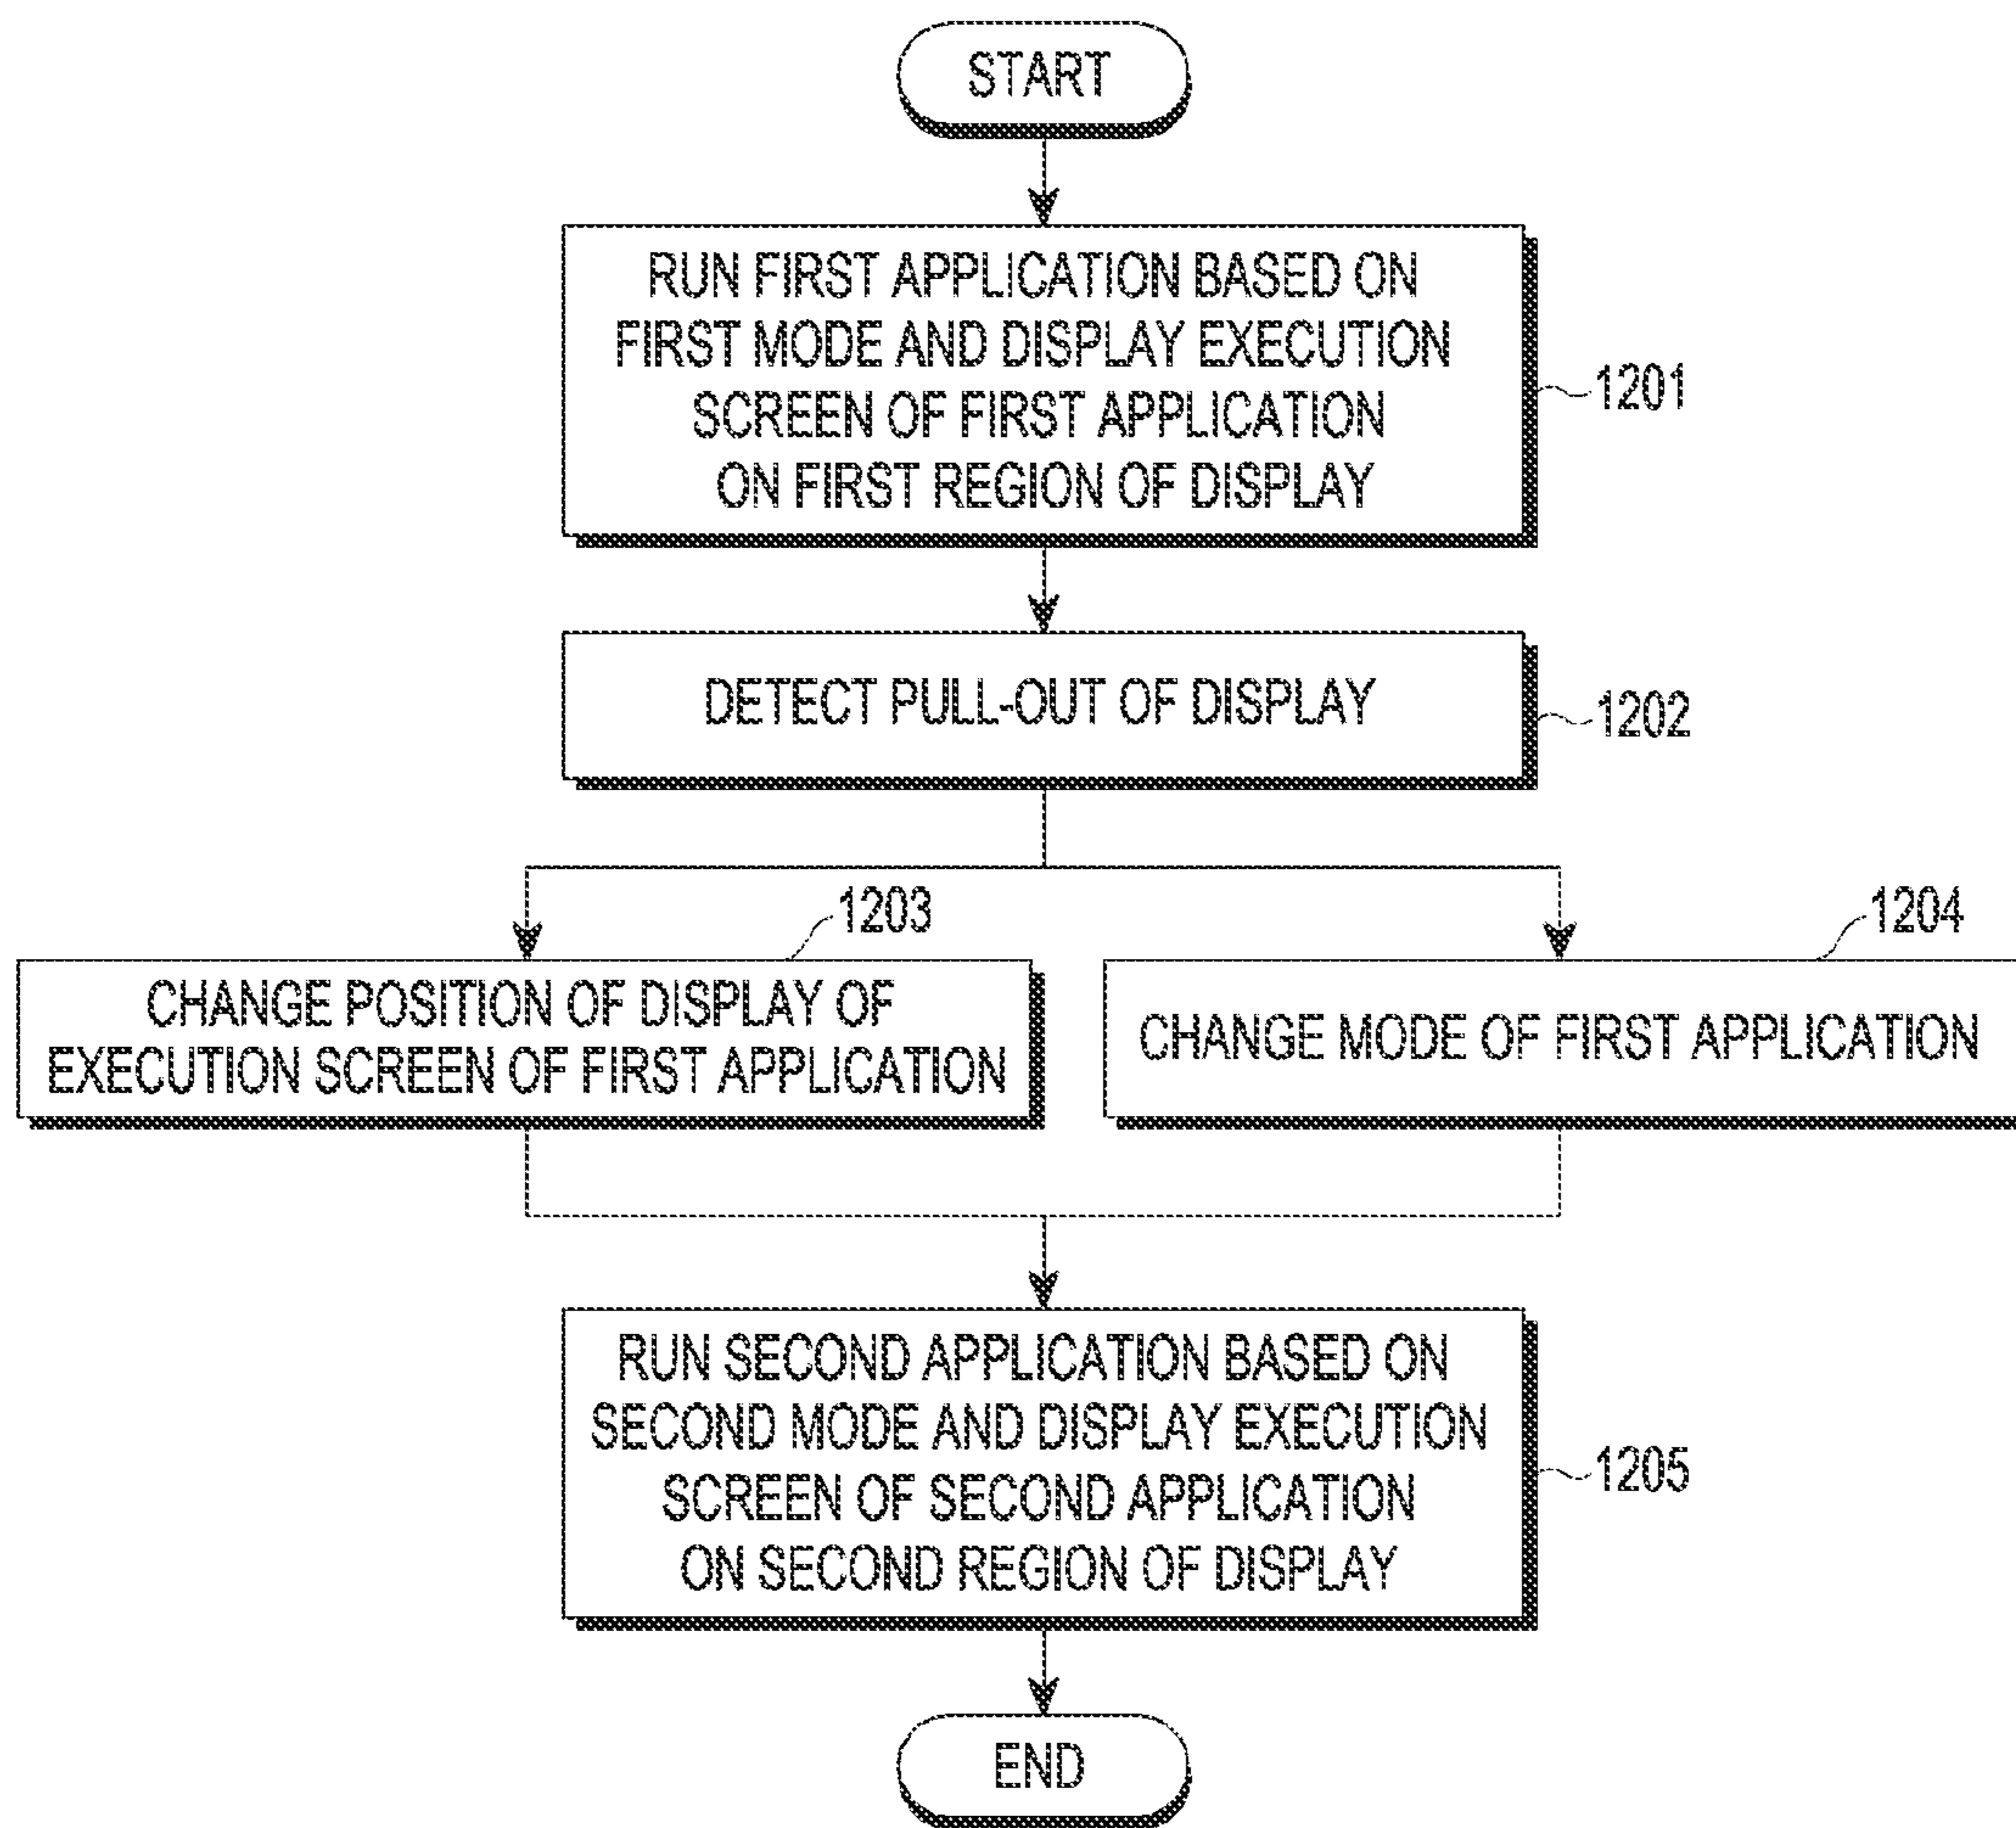 START
RUN FIRST APPLICATION BASED ON
FIRST MODE AND DISPLAY EXECUTION
SCREEN OF FIRST APPLICATION
ON FIRST REGION OF DISPLAY
1201
DETECT PULL-OUT OF DISPLAY
1202
1203
CHANGE POSITION OF DISPLAY OF
EXECUTION SCREEN OF FIRST APPLICATION
1204
CHANGE MODE OF FIRST APPLICATION
RUN SECOND APPLICATION BASED ON
SECOND MODE AND DISPLAY EXECUTION
SCREEN OF SECOND APPLICATION
ON SECOND REGION OF DISPLAY
1205
END